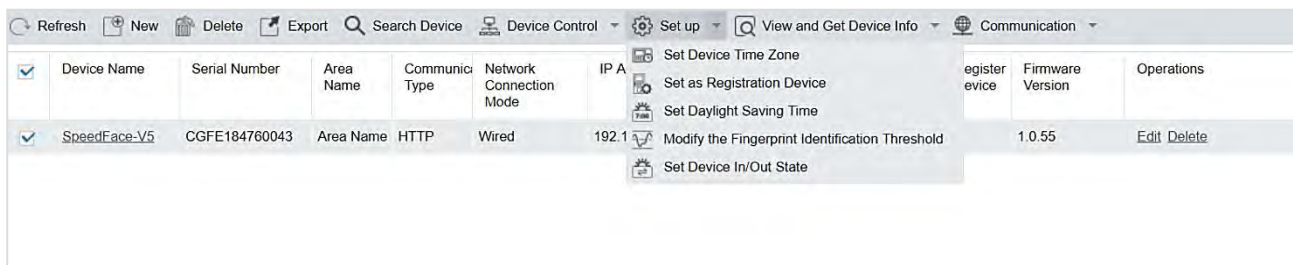 Refresh New Delete Export Search Device Device Control Set up View and Get Device Info Communication
Device Name Serial Number Area Name Communica Type Network Connection Mode IP A egister evice Firmware Version Operations
SpeedFace-V5 CGFE184760043 Area Name HTTP Wired 192.1 1.0.55 Edit Delete
Set Device Time Zone
Set as Registration Device
Set Daylight Saving Time
Modify the Fingerprint Identification Threshold
Set Device In/Out State